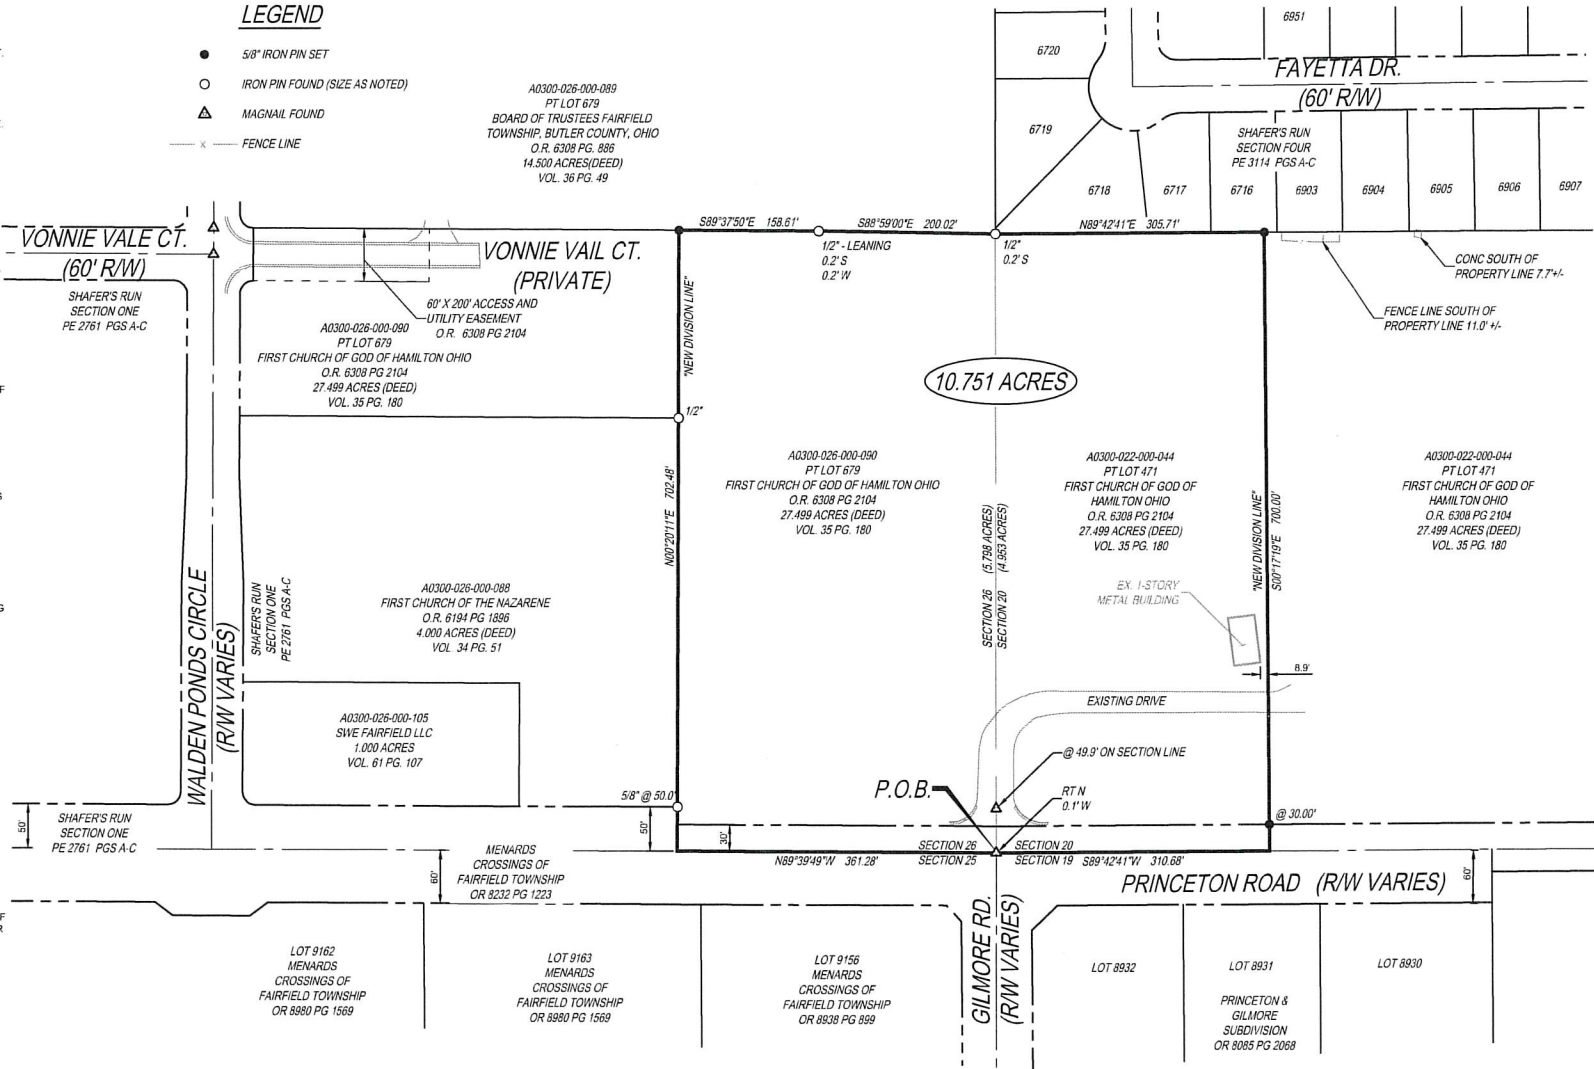 LEGEND
5/8" IRON PIN SET
IRON PIN FOUND (SIZE AS NOTED)
MAGNAIL FOUND
x FENCE LINE
A0300-026-000-089
PT LOT 679
BOARD OF TRUSTEES FAIRFIELD
TOWNSHIP, BUTLER COUNTY, OHIO
O.R. 6308 PG. 886
14.500 ACRES(DEED)
VOL. 36 PG. 49
6951
6720
FAYETTA DR.
(60' R/W)
6719
SHAFER'S RUN
SECTION FOUR
PE 3114 PGS A-C
6718
6717
6716
6903
6904
6905
6906
6907
VONNIE VALE CT.
(60' R/W)
SHAFER'S RUN
SECTION ONE
PE 2761 PGS A-C
VONNIE VAIL CT.
(PRIVATE)
60' X 200' ACCESS AND
UTILITY EASEMENT
O.R. 6308 PG 2104
A0300-026-000-090
PT LOT 679
FIRST CHURCH OF GOD OF HAMILTON OHIO
O.R. 6308 PG 2104
27.499 ACRES (DEED)
VOL. 35 PG. 180
S89°37'50"E 158.61'
S88°59'00"E 200.02'
N89°42'41"E 305.71'
1/2" - LEANING
0.2' S
0.2' W
1/2"
0.2' S
CONC SOUTH OF
PROPERTY LINE 7.7'+/-
FENCE LINE SOUTH OF
PROPERTY LINE 11.0' +/-
"NEW DIVISION LINE"
1/2"
N00°20'11"E 702.48'
10.751 ACRES
A0300-026-000-090
PT LOT 679
FIRST CHURCH OF GOD OF HAMILTON OHIO
O.R. 6308 PG 2104
27.499 ACRES (DEED)
VOL. 35 PG. 180
SECTION 26 (5.798 ACRES)
SECTION 20 (4.953 ACRES)
A0300-022-000-044
PT LOT 471
FIRST CHURCH OF GOD OF
HAMILTON OHIO
O.R. 6308 PG 2104
27.499 ACRES (DEED)
VOL. 35 PG. 180
"NEW DIVISION LINE"
S00°17'19"E 700.00'
A0300-022-000-044
PT LOT 471
FIRST CHURCH OF GOD OF
HAMILTON OHIO
O.R. 6308 PG 2104
27.499 ACRES (DEED)
VOL. 35 PG. 180
EX. 1-STORY
METAL BUILDING
8.9'
EXISTING DRIVE
@ 49.9' ON SECTION LINE
P.O.B.
RT N
0.1' W
@ 30.00'
WALDEN PONDS CIRCLE
(R/W VARIES)
SHAFER'S RUN
SECTION ONE
PE 2761 PGS A-C
A0300-026-000-088
FIRST CHURCH OF THE NAZARENE
O.R. 6194 PG 1896
4.000 ACRES (DEED)
VOL. 34 PG. 51
A0300-026-000-105
SWE FAIRFIELD LLC
1.000 ACRES
VOL. 61 PG. 107
5/8" @ 50.0'
50'
SHAFER'S RUN
SECTION ONE
PE 2761 PGS A-C
50'
30'
60'
MENARDS
CROSSINGS OF
FAIRFIELD TOWNSHIP
OR 8232 PG 1223
N89°39'49"W 361.28'
SECTION 26
SECTION 25
SECTION 20
SECTION 19
S89°42'41"W 310.68'
PRINCETON ROAD (R/W VARIES)
60'
GILMORE RD.
(R/W VARIES)
LOT 9162
MENARDS
CROSSINGS OF
FAIRFIELD TOWNSHIP
OR 8980 PG 1569
LOT 9163
MENARDS
CROSSINGS OF
FAIRFIELD TOWNSHIP
OR 8980 PG 1569
LOT 9156
MENARDS
CROSSINGS OF
FAIRFIELD TOWNSHIP
OR 8938 PG 899
LOT 8932
LOT 8931
PRINCETON &
GILMORE
SUBDIVISION
OR 8085 PG 2068
LOT 8930